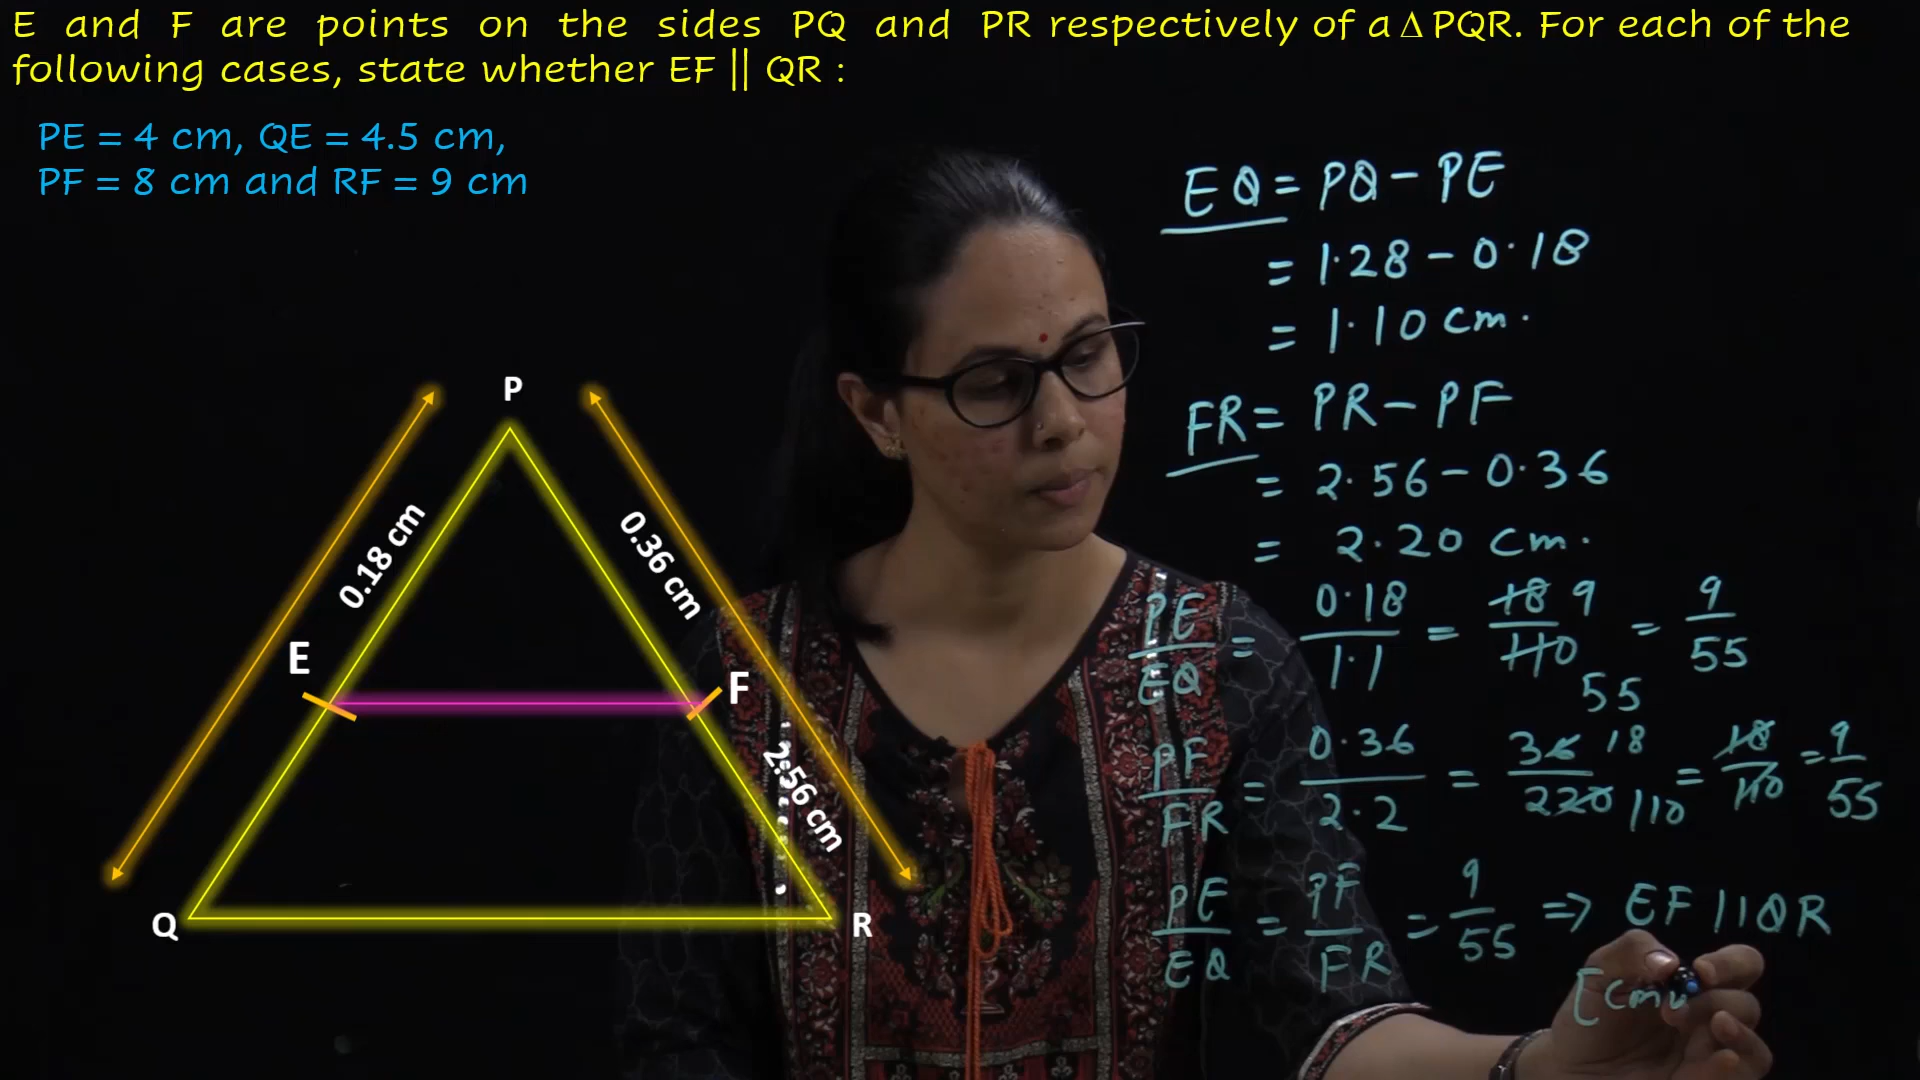 E and F are points on the sides PQ and PR respectively of a Δ PQR. For each of the
following cases, state whether EF || QR :
PE = 4 cm, QE = 4.5 cm,
PF = 8 cm and RF = 9 cm
P
0.18 cm
0.36 cm
E
F
2.56 cm
Q
R
EQ = PQ - PE
= 1.28 - 0.18
= 1.10 cm.
FR = PR - PF
= 2.56 - 0.36
= 2.20 cm.
PE/EQ = 0.18/1.1 = 18/110 9/55 = 9/55
PF/FR = 0.36/2.2 = 36/220 18/110 = 18/110 = 9/55
PE/EQ = PF/FR = 9/55 => EF || QR